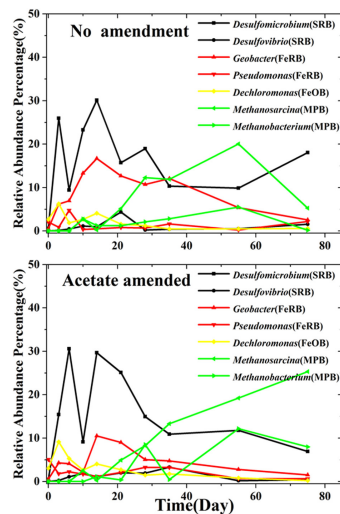 No amendment
Desulfomicrobium(SRB)
Desulfovibrio(SRB)
Geobacter(FeRB)
Pseudomonas(FeRB)
Dechloromonas(FeOB)
Methanosarcina(MPB)
Methanobacterium(MPB)
Relative Abundance Percentage(%)
50
40
30
20
10
0
0 20 40 60 80
Acetate amended
Desulfomicrobium(SRB)
Desulfovibrio(SRB)
Geobacter(FeRB)
Pseudomonas(FeRB)
Dechloromonas(FeOB)
Methanosarcina(MPB)
Methanobacterium(MPB)
Relative Abundance Percentage(%)
50
40
30
20
10
0
0 20 40 60 80
Time(Day)